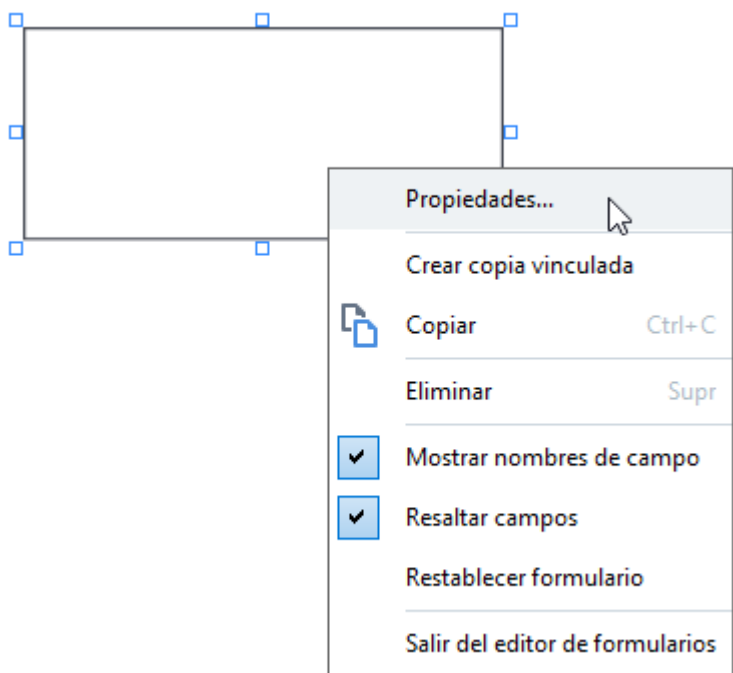 Propiedades...
Crear copia vinculada
Copiar Ctrl+C
Eliminar Supr
Mostrar nombres de campo
Resaltar campos
Restablecer formulario
Salir del editor de formularios